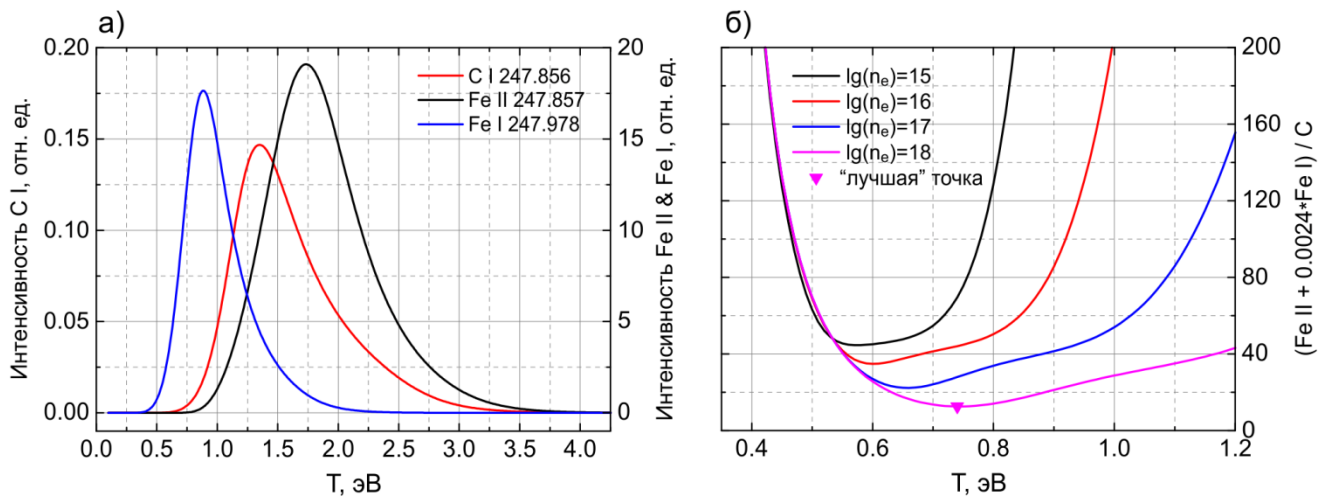 а)
Интенсивность C I, отн. ед.
0.20
0.15
0.10
0.05
0.00
C I 247.856
Fe II 247.857
Fe I 247.978
20
15
10
5
0
Интенсивность Fe II & Fe I, отн. ед.
0.0 0.5 1.0 1.5 2.0 2.5 3.0 3.5 4.0
T, эВ
б)
lg(nₑ)=15
lg(nₑ)=16
lg(nₑ)=17
lg(nₑ)=18
“лучшая” точка
200
160
120
80
40
0
(Fe II + 0.0024*Fe I) / C
0.4 0.6 0.8 1.0 1.2
T, эВ